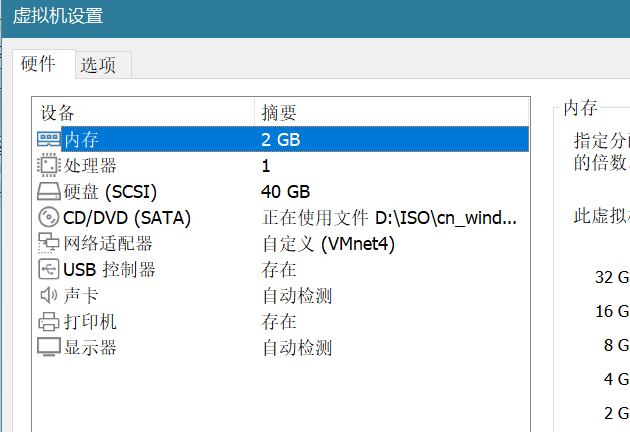 虚拟机设置
硬件 选项
设备 摘要
内存 2 GB
处理器 1
硬盘 (SCSI) 40 GB
CD/DVD (SATA) 正在使用文件 D:\ISO\cn_wind...
网络适配器 自定义 (VMnet4)
USB 控制器 存在
声卡 自动检测
打印机 存在
显示器 自动检测
内存
指定分
的倍数
此虚拟
32 G
16 G
8 G
4 G
2 G